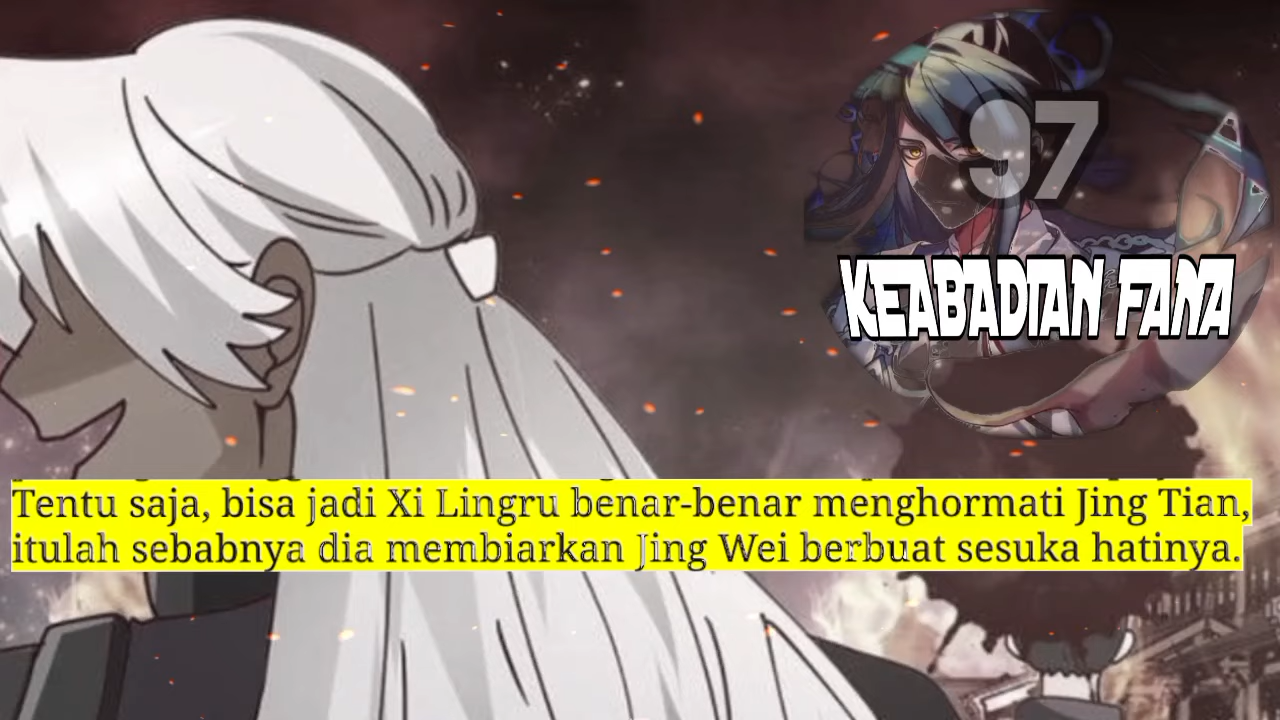 97
KEABADIAN FANA
Tentu saja, bisa jadi Xi Lingru benar-benar menghormati Jing Tian,
itulah sebabnya dia membiarkan Jing Wei berbuat sesuka hatinya.